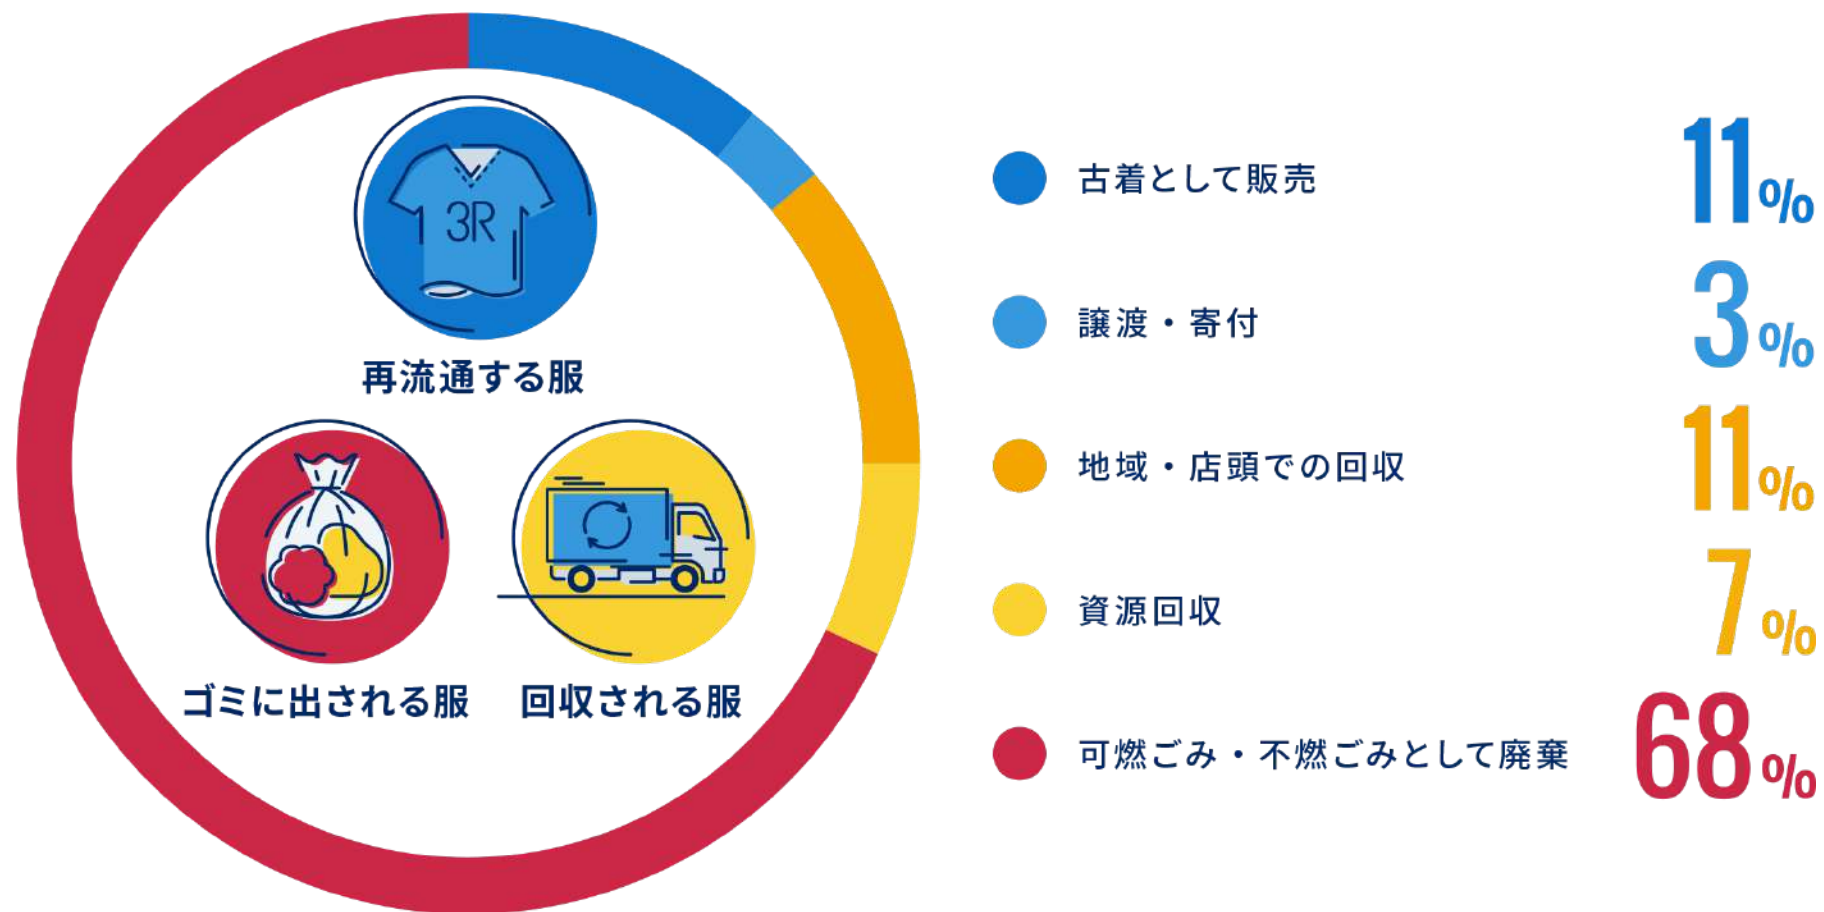 3R
再流通する服
ゴミに出される服
回収される服
古着として販売 11%
譲渡・寄付 3%
地域・店頭での回収 11%
資源回収 7%
可燃ごみ・不燃ごみとして廃棄 68%